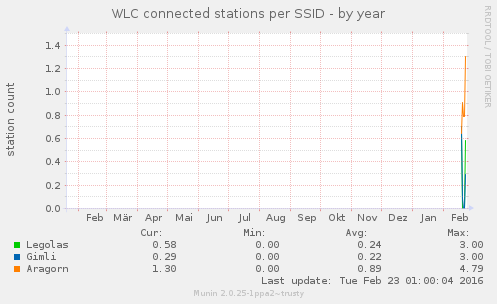 WLC connected stations per SSID - by year
RRDTOOL / TOBI OETIKER
station count
1.4
1.2
1.0
0.8
0.6
0.4
0.2
0.0
Feb Mär Apr Mai Jun Jul Aug Sep Okt Nov Dez Jan Feb
Cur: Min: Avg: Max:
Legolas 0.58 0.00 0.24 3.00
Gimli 0.29 0.00 0.22 3.00
Aragorn 1.30 0.00 0.89 4.79
Last update: Tue Feb 23 01:00:04 2016
Munin 2.0.25-1ppa2~trusty